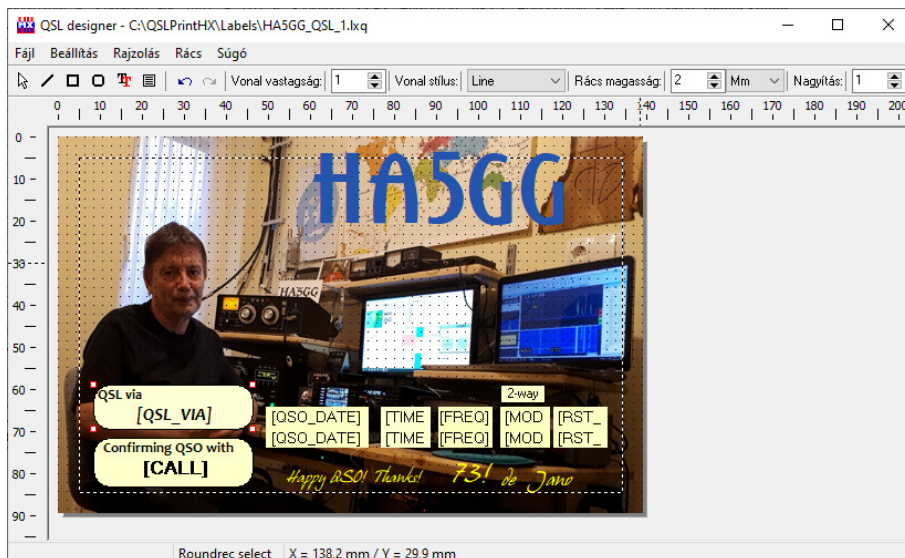 QSL designer - C:\QSLPrintHX\Labels\HA5GG_QSL_1.lxq
Fájl Beállítás Rajzolás Rács Súgó
Vonal vastagság: 1 Vonal stílus: Line Rács magasság: 2 Mm Nagyítás: 1
0 10 20 30 40 50 60 70 80 90 100 110 120 130 140 150 160 170 180 190 200
0
10
20
30
40
50
60
70
80
90
HA5GG
HA5GG
QSL via
[QSL_VIA]
2-way
[QSO_DATE] [TIME [FREQ] [MOD [RST_
[QSO_DATE] [TIME [FREQ] [MOD [RST_
Confirming QSO with
[CALL]
Happy QSO! Thanks! 73! de Jano
Roundrec select X = 138.2 mm / Y = 29.9 mm